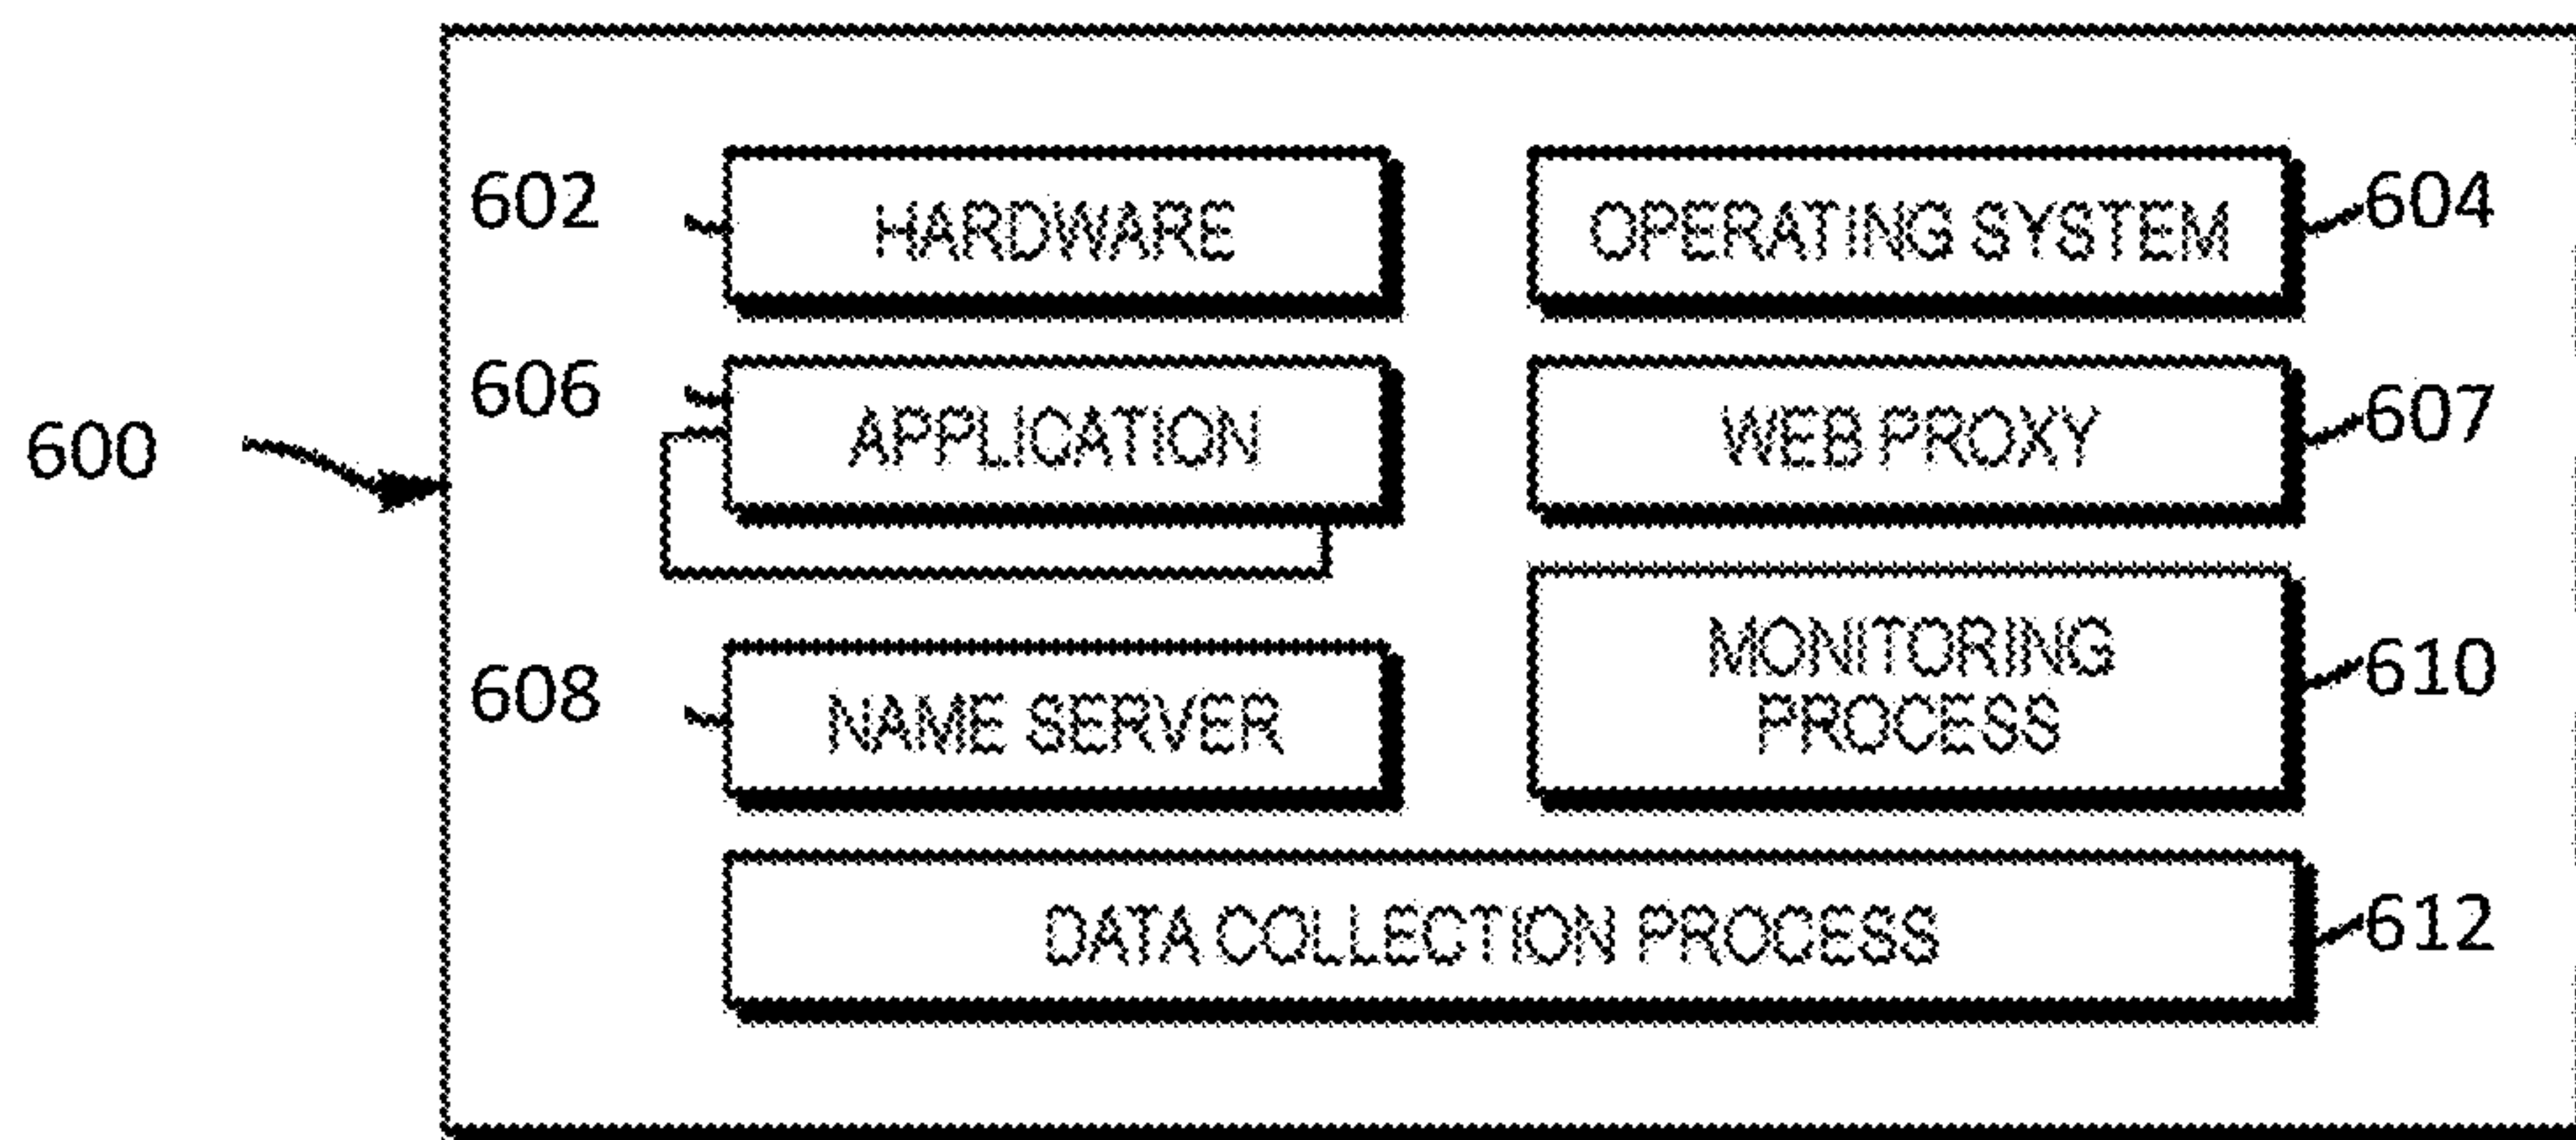 602 HARDWARE OPERATING SYSTEM 604
606 APPLICATION WEB PROXY 607
600
608 NAME SERVER MONITORING PROCESS 610
DATA COLLECTION PROCESS 612